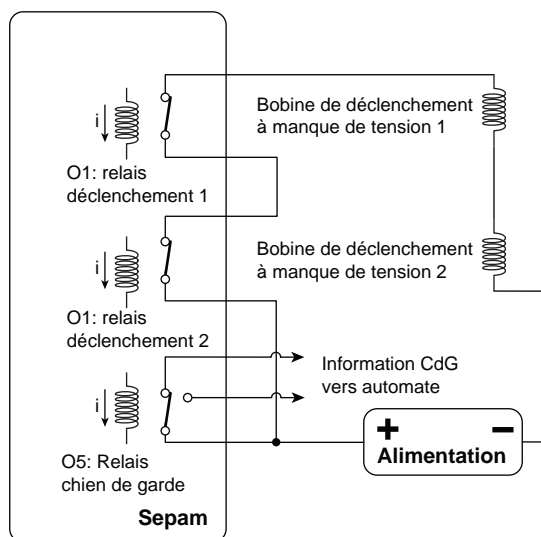 i
O1: relais
déclenchement 1
Bobine de déclenchement
à manque de tension 1
i
O1: relais
déclenchement 2
Bobine de déclenchement
à manque de tension 2
i
O5: Relais
chien de garde
Information CdG
vers automate
+ −
Alimentation
Sepam